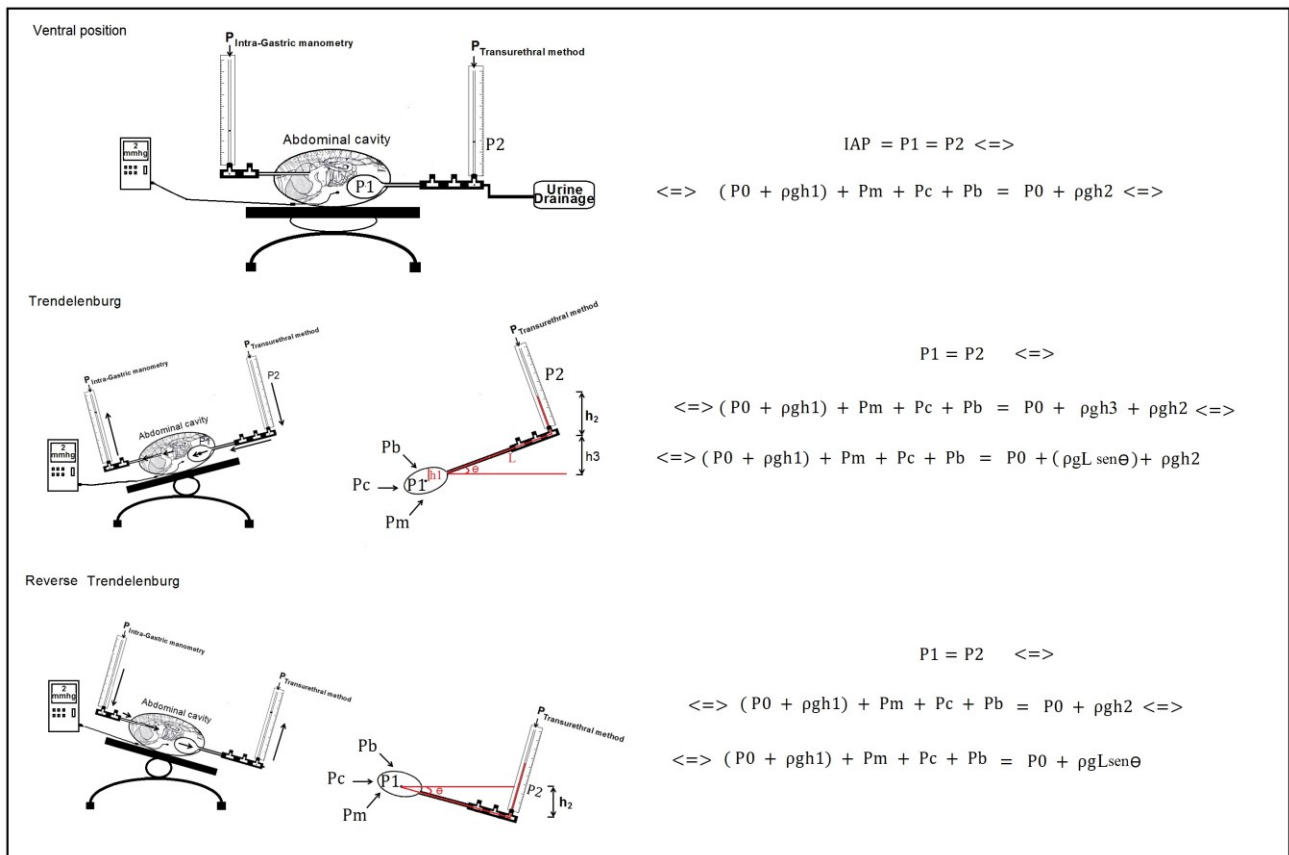 Ventral position
P Intra-Gastric manometry
P Transurethral method
2
mmhg
Abdominal cavity
P2
P1
Urine
Drainage
IAP = P1 = P2 <=>
<=> (P0 + ρgh1) + Pm + Pc + Pb = P0 + ρgh2 <=>
Trendelenburg
P Transurethral method
P Intra-Gastric manometry
P2
Abdominal cavity
P1
2
mmhg
P Transurethral method
P2
h2
h3
L
Θ
Pb
h1
P1
Pc
Pm
P1 = P2 <=>
<=> (P0 + ρgh1) + Pm + Pc + Pb = P0 + ρgh3 + ρgh2 <=>
<=> (P0 + ρgh1) + Pm + Pc + Pb = P0 + (ρgL senΘ) + ρgh2
Reverse Trendelenburg
P Intra-Gastric manometry
P Transurethral method
2
mmhg
Abdominal cavity
P Transurethral method
Pb
Pc
P1
Pm
Θ
P2
h2
P1 = P2 <=>
<=> (P0 + ρgh1) + Pm + Pc + Pb = P0 + ρgh2 <=>
<=> (P0 + ρgh1) + Pm + Pc + Pb = P0 + ρgLsenΘ